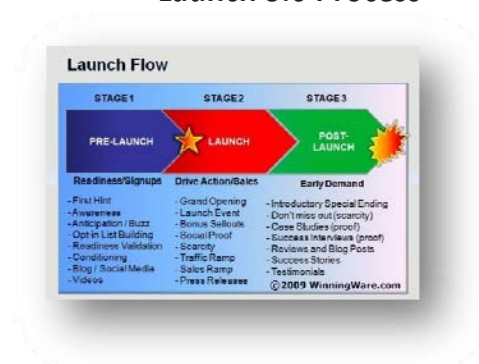 Launch Flow
STAGE 1
STAGE 2
STAGE 3
PRE-LAUNCH
LAUNCH
POST-
LAUNCH
Readiness/Signups
- First Hint
- Awareness
- Anticipation / Buzz
- Opt-in List Building
- Readiness Validation
- Conditioning
- Blog / Social Media
- Videos
Drive Action/Sales
- Grand Opening
- Launch Event
- Bonus Sellouts
- Social Proof
- Scarcity
- Traffic Ramp
- Sales Ramp
- Press Releases
Early Demand
- Introductory Special Ending
- Don't miss out (scarcity)
- Case Studies (proof)
- Success Interviews (proof)
- Reviews and Blog Posts
- Success Stories
- Testimonials
©2009 WinningWare.com